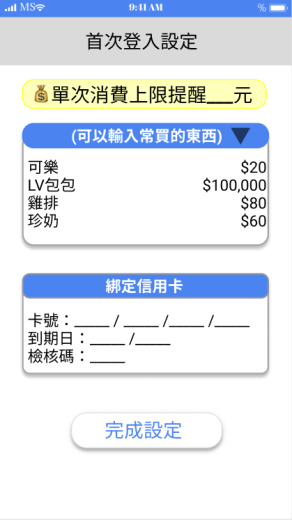 MS 9:41 AM %
首次登入設定
💰單次消費上限提醒___元
(可以輸入常買的東西)
可樂 $20
LV包包 $100,000
雞排 $80
珍奶 $60
綁定信用卡
卡號：____ / ____ /____ /____
到期日：____ /____
檢核碼：____
完成設定